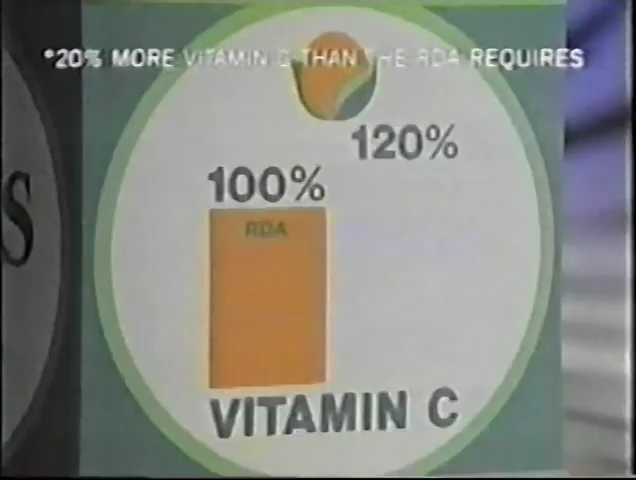 *20% MORE VITAMIN C THAN THE RDA REQUIRES
120%
100%
RDA
VITAMIN C
S